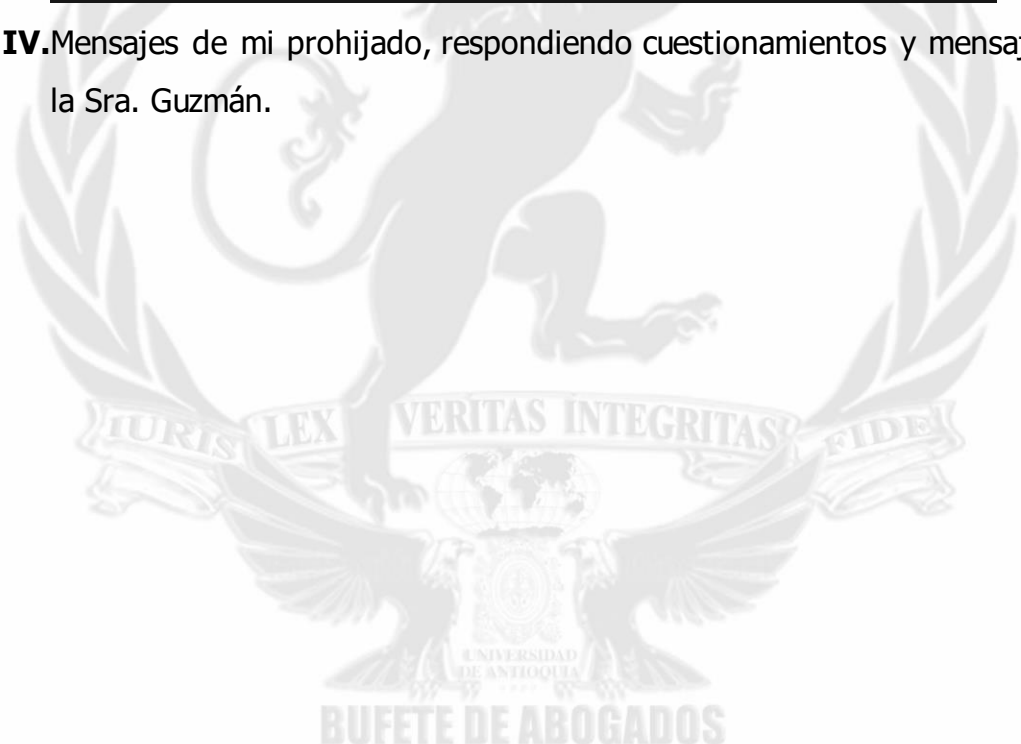 IV.Mensajes de mi prohijado, respondiendo cuestionamientos y mensaj
la Sra. Guzmán.
IURIS LEX VERITAS INTEGRITAS FIDE
UNIVERSIDAD
DE ANTIOQUIA
BUFETE DE ABOGADOS